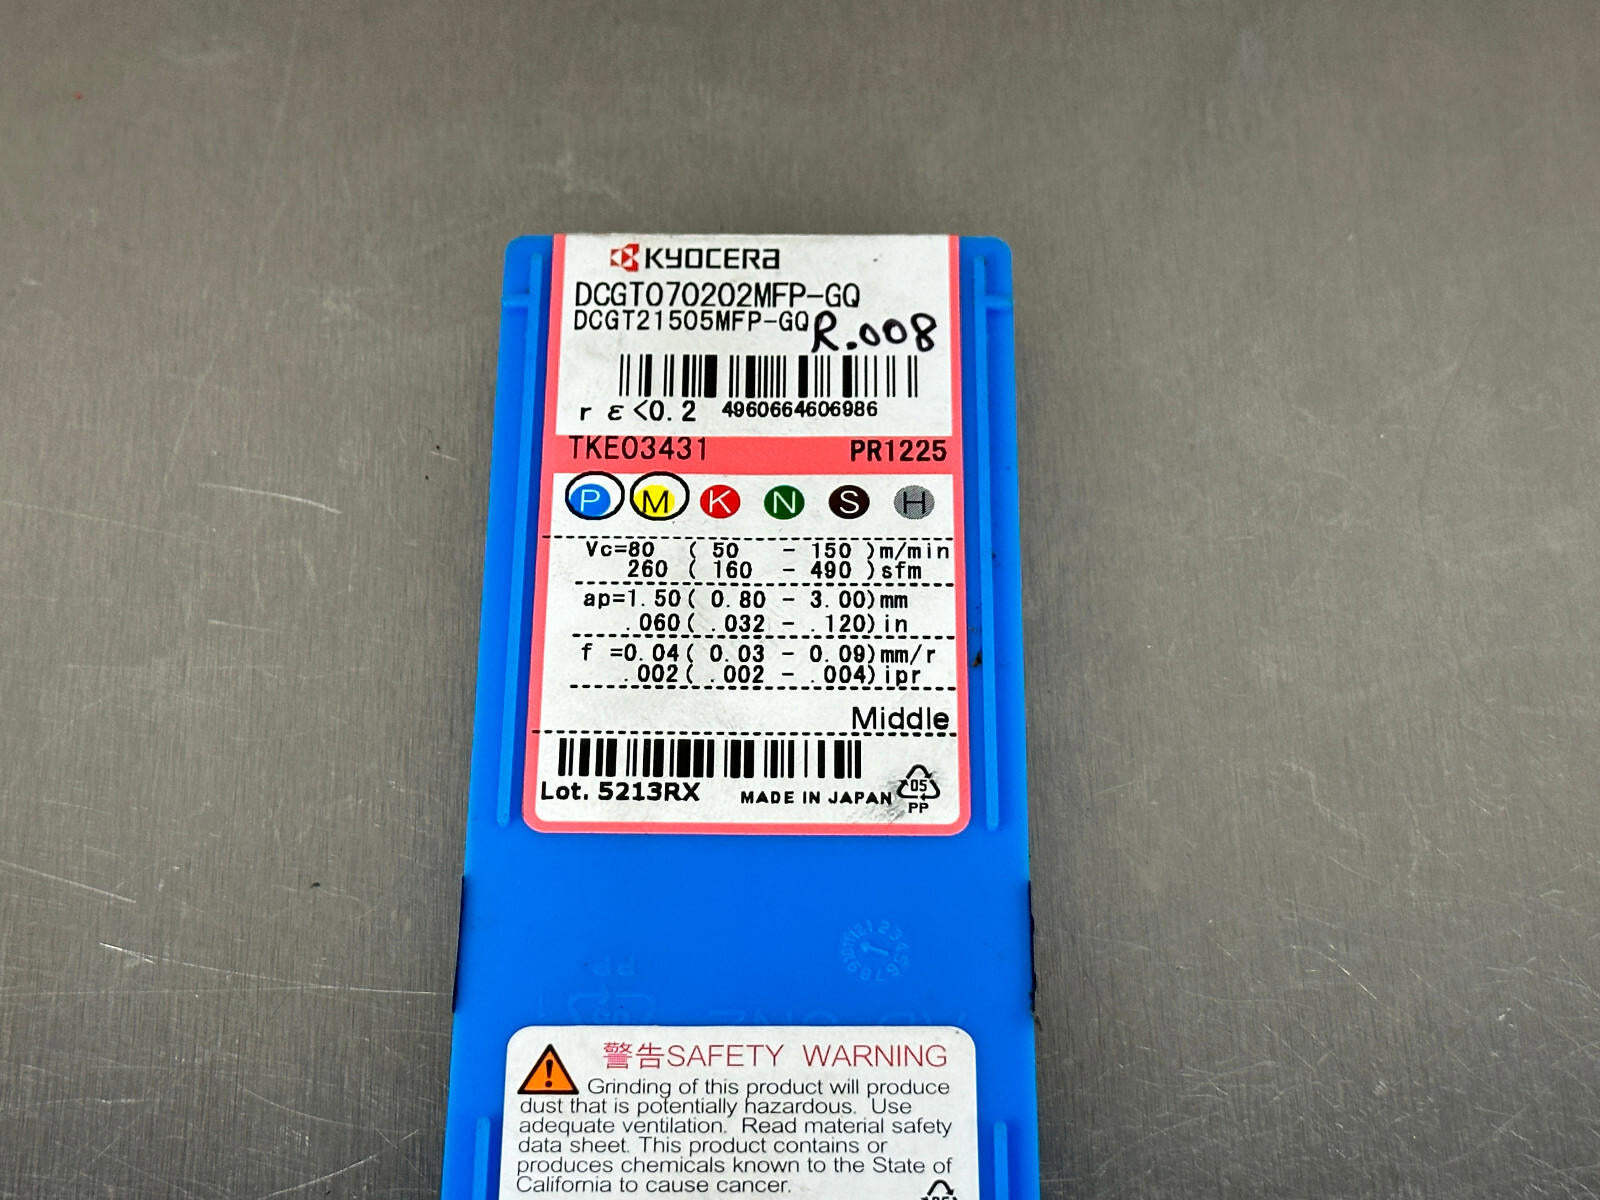 KYOCERA
DCGT070202MFP-GQ
DCGT21505MFP-GQ R.008
rε<0.2 4960664606986
TKE03431 PR1225
P M K N S H
Vc=80 ( 50 - 150 )m/min
260 ( 160 - 490 )sfm
ap=1.50( 0.80 - 3.00)mm
.060( .032 - .120)in
f =0.04( 0.03 - 0.09)mm/r
.002( .002 - .004)ipr
Middle
Lot. 5213RX MADE IN JAPAN 05
PP
警告SAFETY WARNING
Grinding of this product will produce
dust that is potentially hazardous. Use
adequate ventilation. Read material safety
data sheet. This product contains or
produces chemicals known to the State of
California to cause cancer.